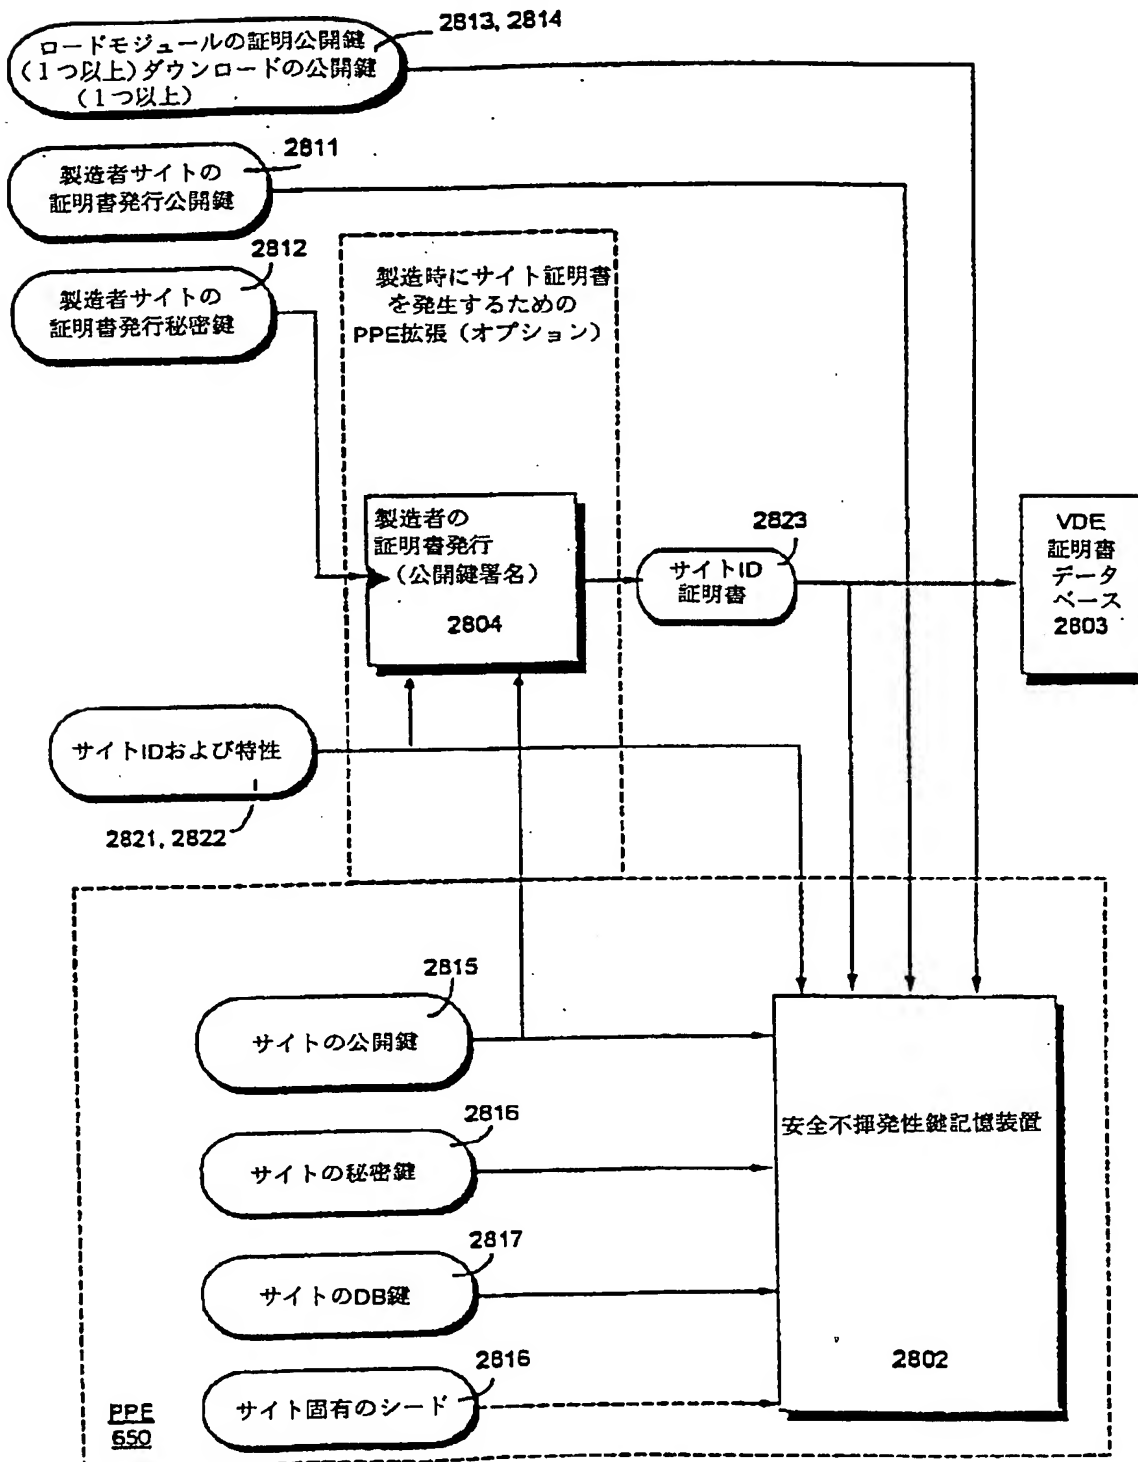 2813, 2814
ロードモジュールの証明公開鍵
(1つ以上)ダウンロードの公開鍵
(1つ以上)
2811
製造者サイトの
証明書発行公開鍵
2812
製造者サイトの
証明書発行秘密鍵
製造時にサイト証明書
を発生するための
PPE拡張(オプション)
製造者の
証明書発行
(公開鍵署名)
2804
2823
サイトID
証明書
VDE
証明書
データ
ベース
2803
サイトIDおよび特性
2821, 2822
2815
サイトの公開鍵
2816
サイトの秘密鍵
2817
サイトのDB鍵
2816
サイト固有のシード
安全不揮発性鍵記憶装置
2802
PPE
650